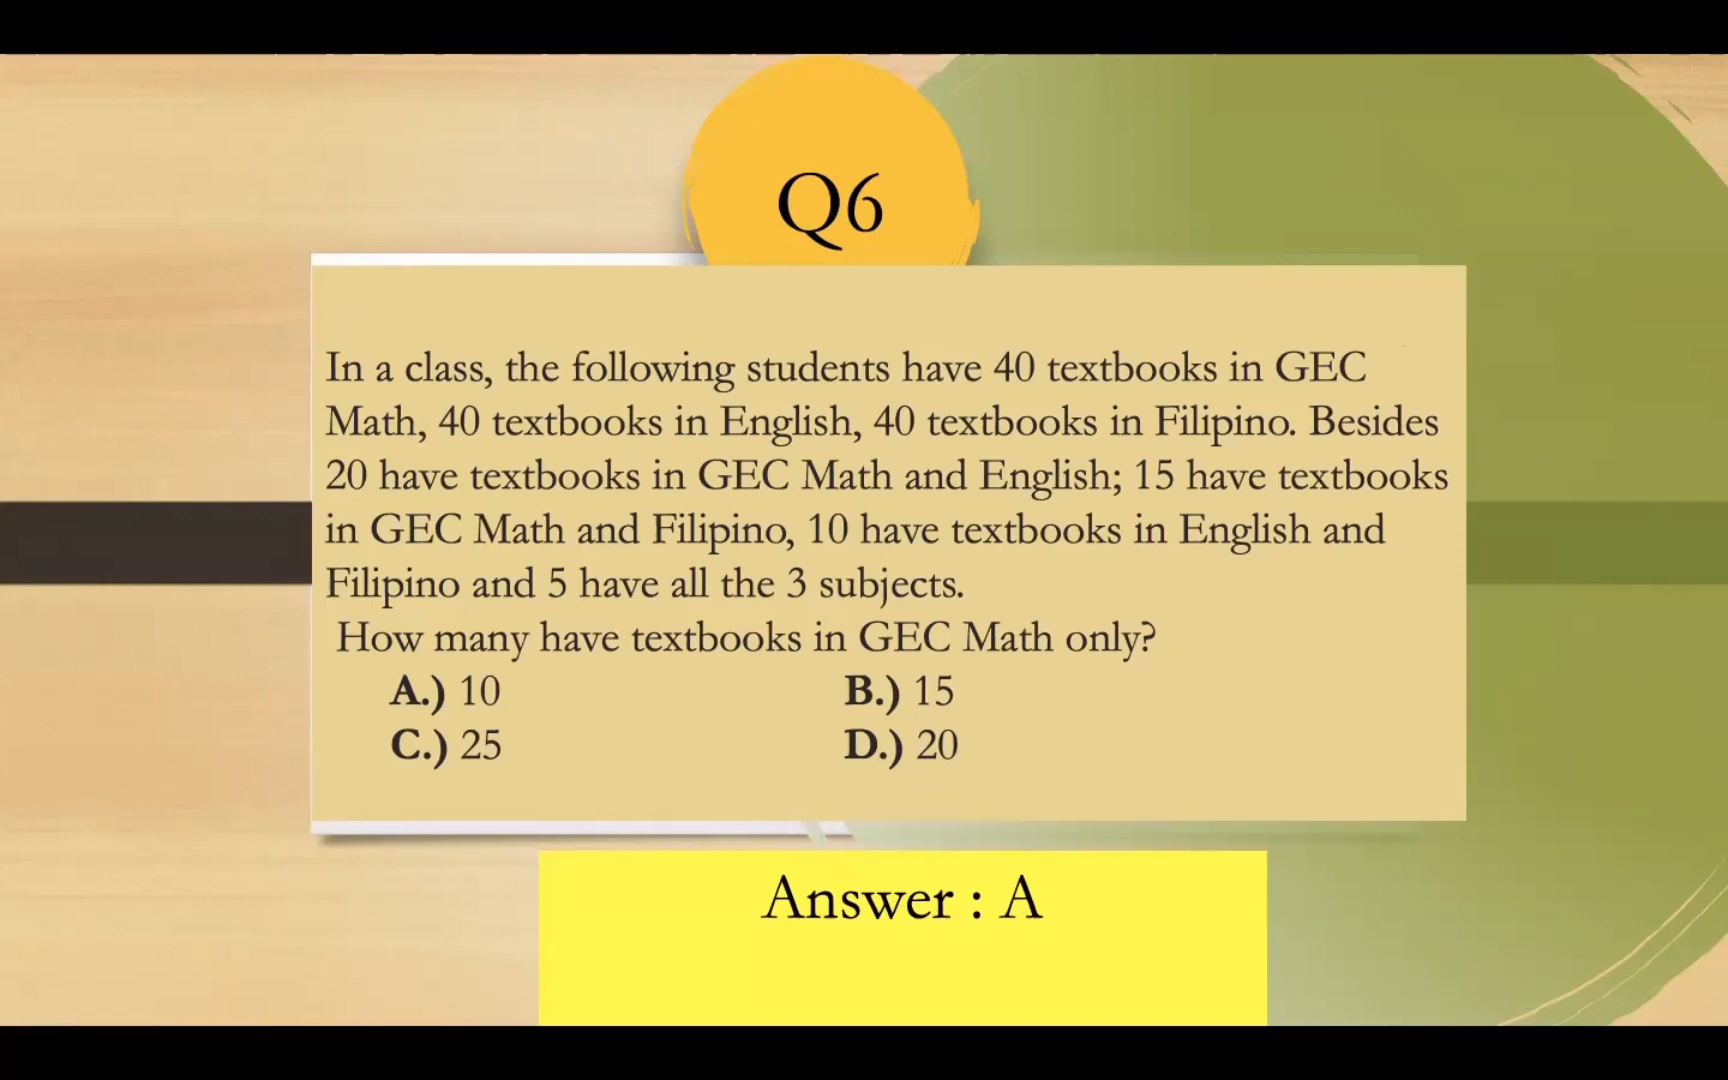 Q6
In a class, the following students have 40 textbooks in GEC
Math, 40 textbooks in English, 40 textbooks in Filipino. Besides
20 have textbooks in GEC Math and English; 15 have textbooks
in GEC Math and Filipino, 10 have textbooks in English and
Filipino and 5 have all the 3 subjects.
How many have textbooks in GEC Math only?
A.) 10 B.) 15
C.) 25 D.) 20
Answer : A